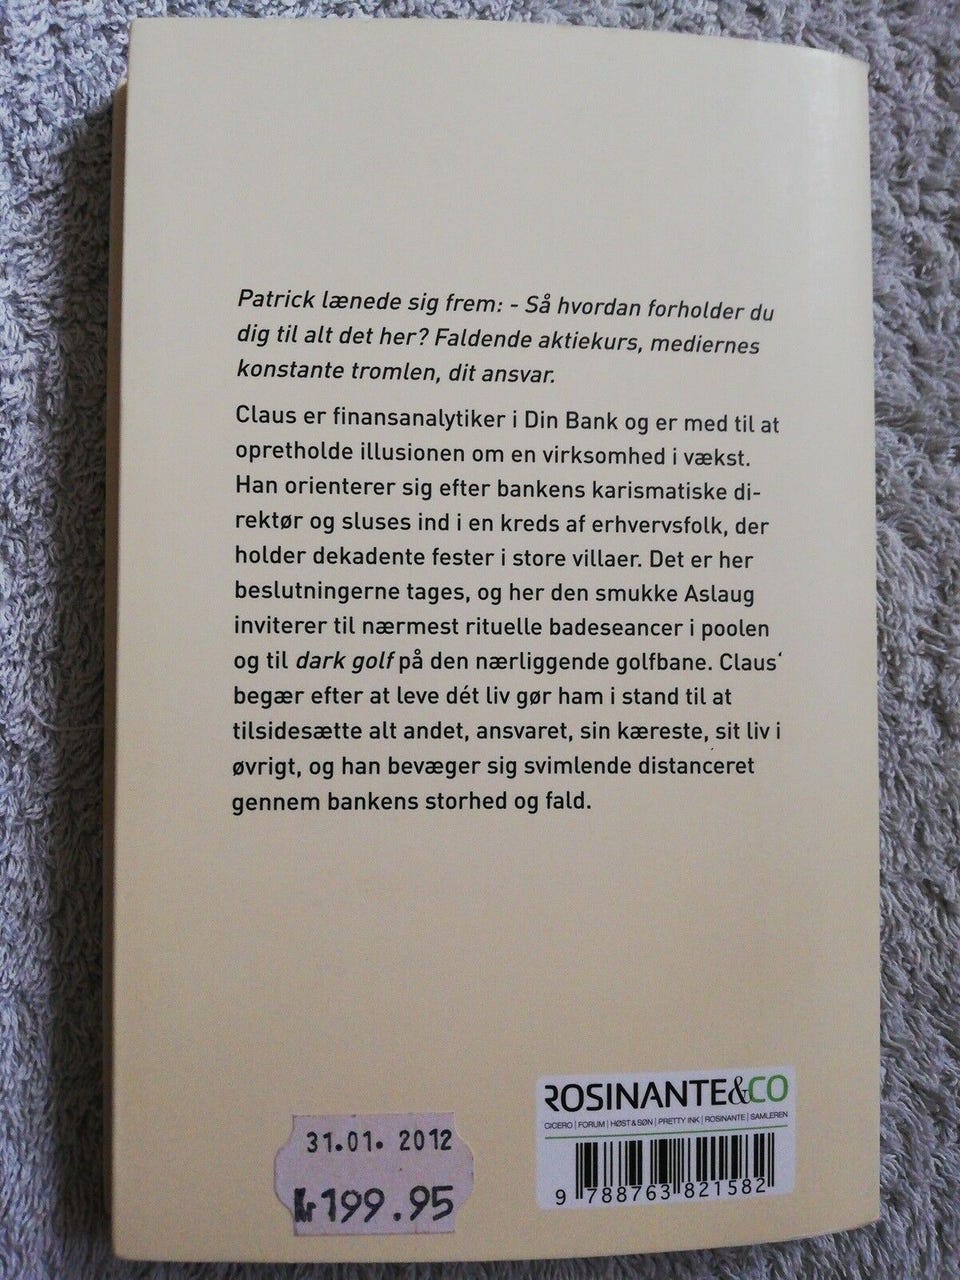 Patrick lænede sig frem: - Så hvordan forholder du
dig til alt det her? Faldende aktiekurs, mediernes
konstante tromlen, dit ansvar.
Claus er finansanalytiker i Din Bank og er med til at
opretholde illusionen om en virksomhed i vækst.
Han orienterer sig efter bankens karismatiske di-
rektør og sluses ind i en kreds af erhvervsfolk, der
holder dekadente fester i store villaer. Det er her
beslutningerne tages, og her den smukke Aslaug
inviterer til nærmest rituelle badeseancer i poolen
og til dark golf på den nærliggende golfbane. Claus‘
begær efter at leve dét liv gør ham i stand til at
tilsidesætte alt andet, ansvaret, sin kæreste, sit liv i
øvrigt, og han bevæger sig svimlende distanceret
gennem bankens storhed og fald.
ROSINANTE&CO
CICERO | FORUM | HØST&SØN | PRETTY INK | ROSINANTE | SAMLEREN
9 788763 821582
31.01. 2012
kr 199.95